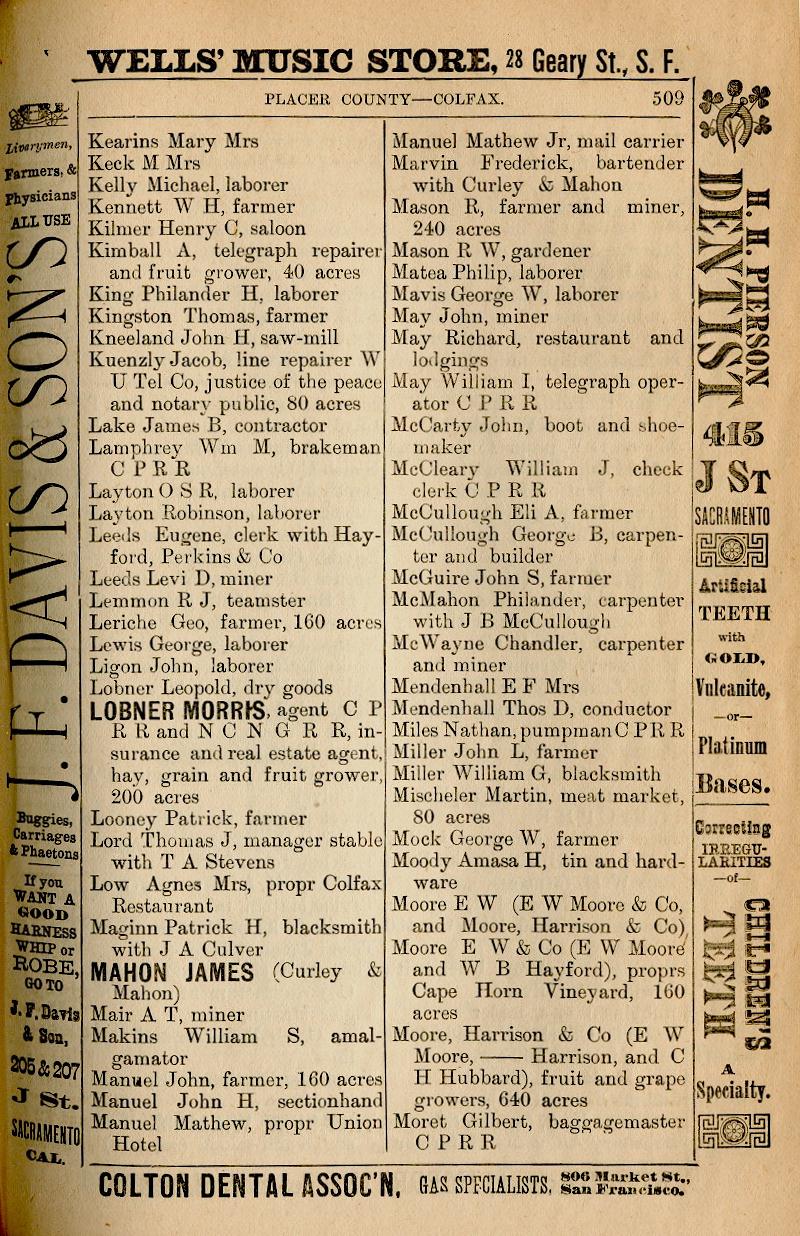 WELLS' MUSIC STORE, 28 Geary St., S. F.
PLACER COUNTY—COLFAX. 509
Liverymen,
Farmers, &
Physicians
ALL USE
J. F. DAVIS & SON'S
Buggies,
Carriages
& Phaetons
If you
WANT A
GOOD
HARNESS
WHIP or
ROBE,
GO TO
J. F. Davis
& Son,
205 & 207
J St.
SACRAMENTO
CAL.
Kearins Mary Mrs
Keck M Mrs
Kelly Michael, laborer
Kennett W H, farmer
Kilmer Henry C, saloon
Kimball A, telegraph repairer
and fruit grower, 40 acres
King Philander H, laborer
Kingston Thomas, farmer
Kneeland John H, saw-mill
Kuenzly Jacob, line repairer W
U Tel Co, justice of the peace
and notary public, 80 acres
Lake James B, contractor
Lamphrey Wm M, brakeman
C P R R
Layton O S R, laborer
Layton Robinson, laborer
Leeds Eugene, clerk with Hay-
ford, Perkins & Co
Leeds Levi D, miner
Lemmon R J, teamster
Leriche Geo, farmer, 160 acres
Lewis George, laborer
Ligon John, laborer
Lobner Leopold, dry goods
LOBNER MORRIS, agent C P
R R and N C N G R R, in-
surance and real estate agent,
hay, grain and fruit grower,
200 acres
Looney Patrick, farmer
Lord Thomas J, manager stable
with T A Stevens
Low Agnes Mrs, propr Colfax
Restaurant
Maginn Patrick H, blacksmith
with J A Culver
MAHON JAMES (Curley &
Mahon)
Mair A T, miner
Makins William S, amal-
gamator
Manuel John, farmer, 160 acres
Manuel John H, sectionhand
Manuel Mathew, propr Union
Hotel
Manuel Mathew Jr, mail carrier
Marvin Frederick, bartender
with Curley & Mahon
Mason R, farmer and miner,
240 acres
Mason R W, gardener
Matea Philip, laborer
Mavis George W, laborer
May John, miner
May Richard, restaurant and
lodgings
May William I, telegraph oper-
ator C P R R
McCarty John, boot and shoe-
maker
McCleary William J, check
clerk C P R R
McCullough Eli A, farmer
McCullough George B, carpen-
ter and builder
McGuire John S, farmer
McMahon Philander, carpenter
with J B McCullough
McWayne Chandler, carpenter
and miner
Mendenhall E F Mrs
Mendenhall Thos D, conductor
Miles Nathan, pumpman C P R R
Miller John L, farmer
Miller William G, blacksmith
Mischeler Martin, meat market,
80 acres
Mock George W, farmer
Moody Amasa H, tin and hard-
ware
Moore E W (E W Moore & Co,
and Moore, Harrison & Co)
Moore E W & Co (E W Moore
and W B Hayford), proprs
Cape Horn Vineyard, 160
acres
Moore, Harrison & Co (E W
Moore, —— Harrison, and C
H Hubbard), fruit and grape
growers, 640 acres
Moret Gilbert, baggagemaster
C P R R
H. H. PIERSON
DENTIST
415
J ST
SACRAMENTO
Artificial
TEETH
with
GOLD,
Vulcanite,
—or—
Platinum
Bases.
Correcting
IRREGU-
LARITIES
—of—
CHILDREN'S
TEETH
A
Specialty.
COLTON DENTAL ASSOC'N, GAS SPECIALISTS, 806 Market St.,
San Francisco.